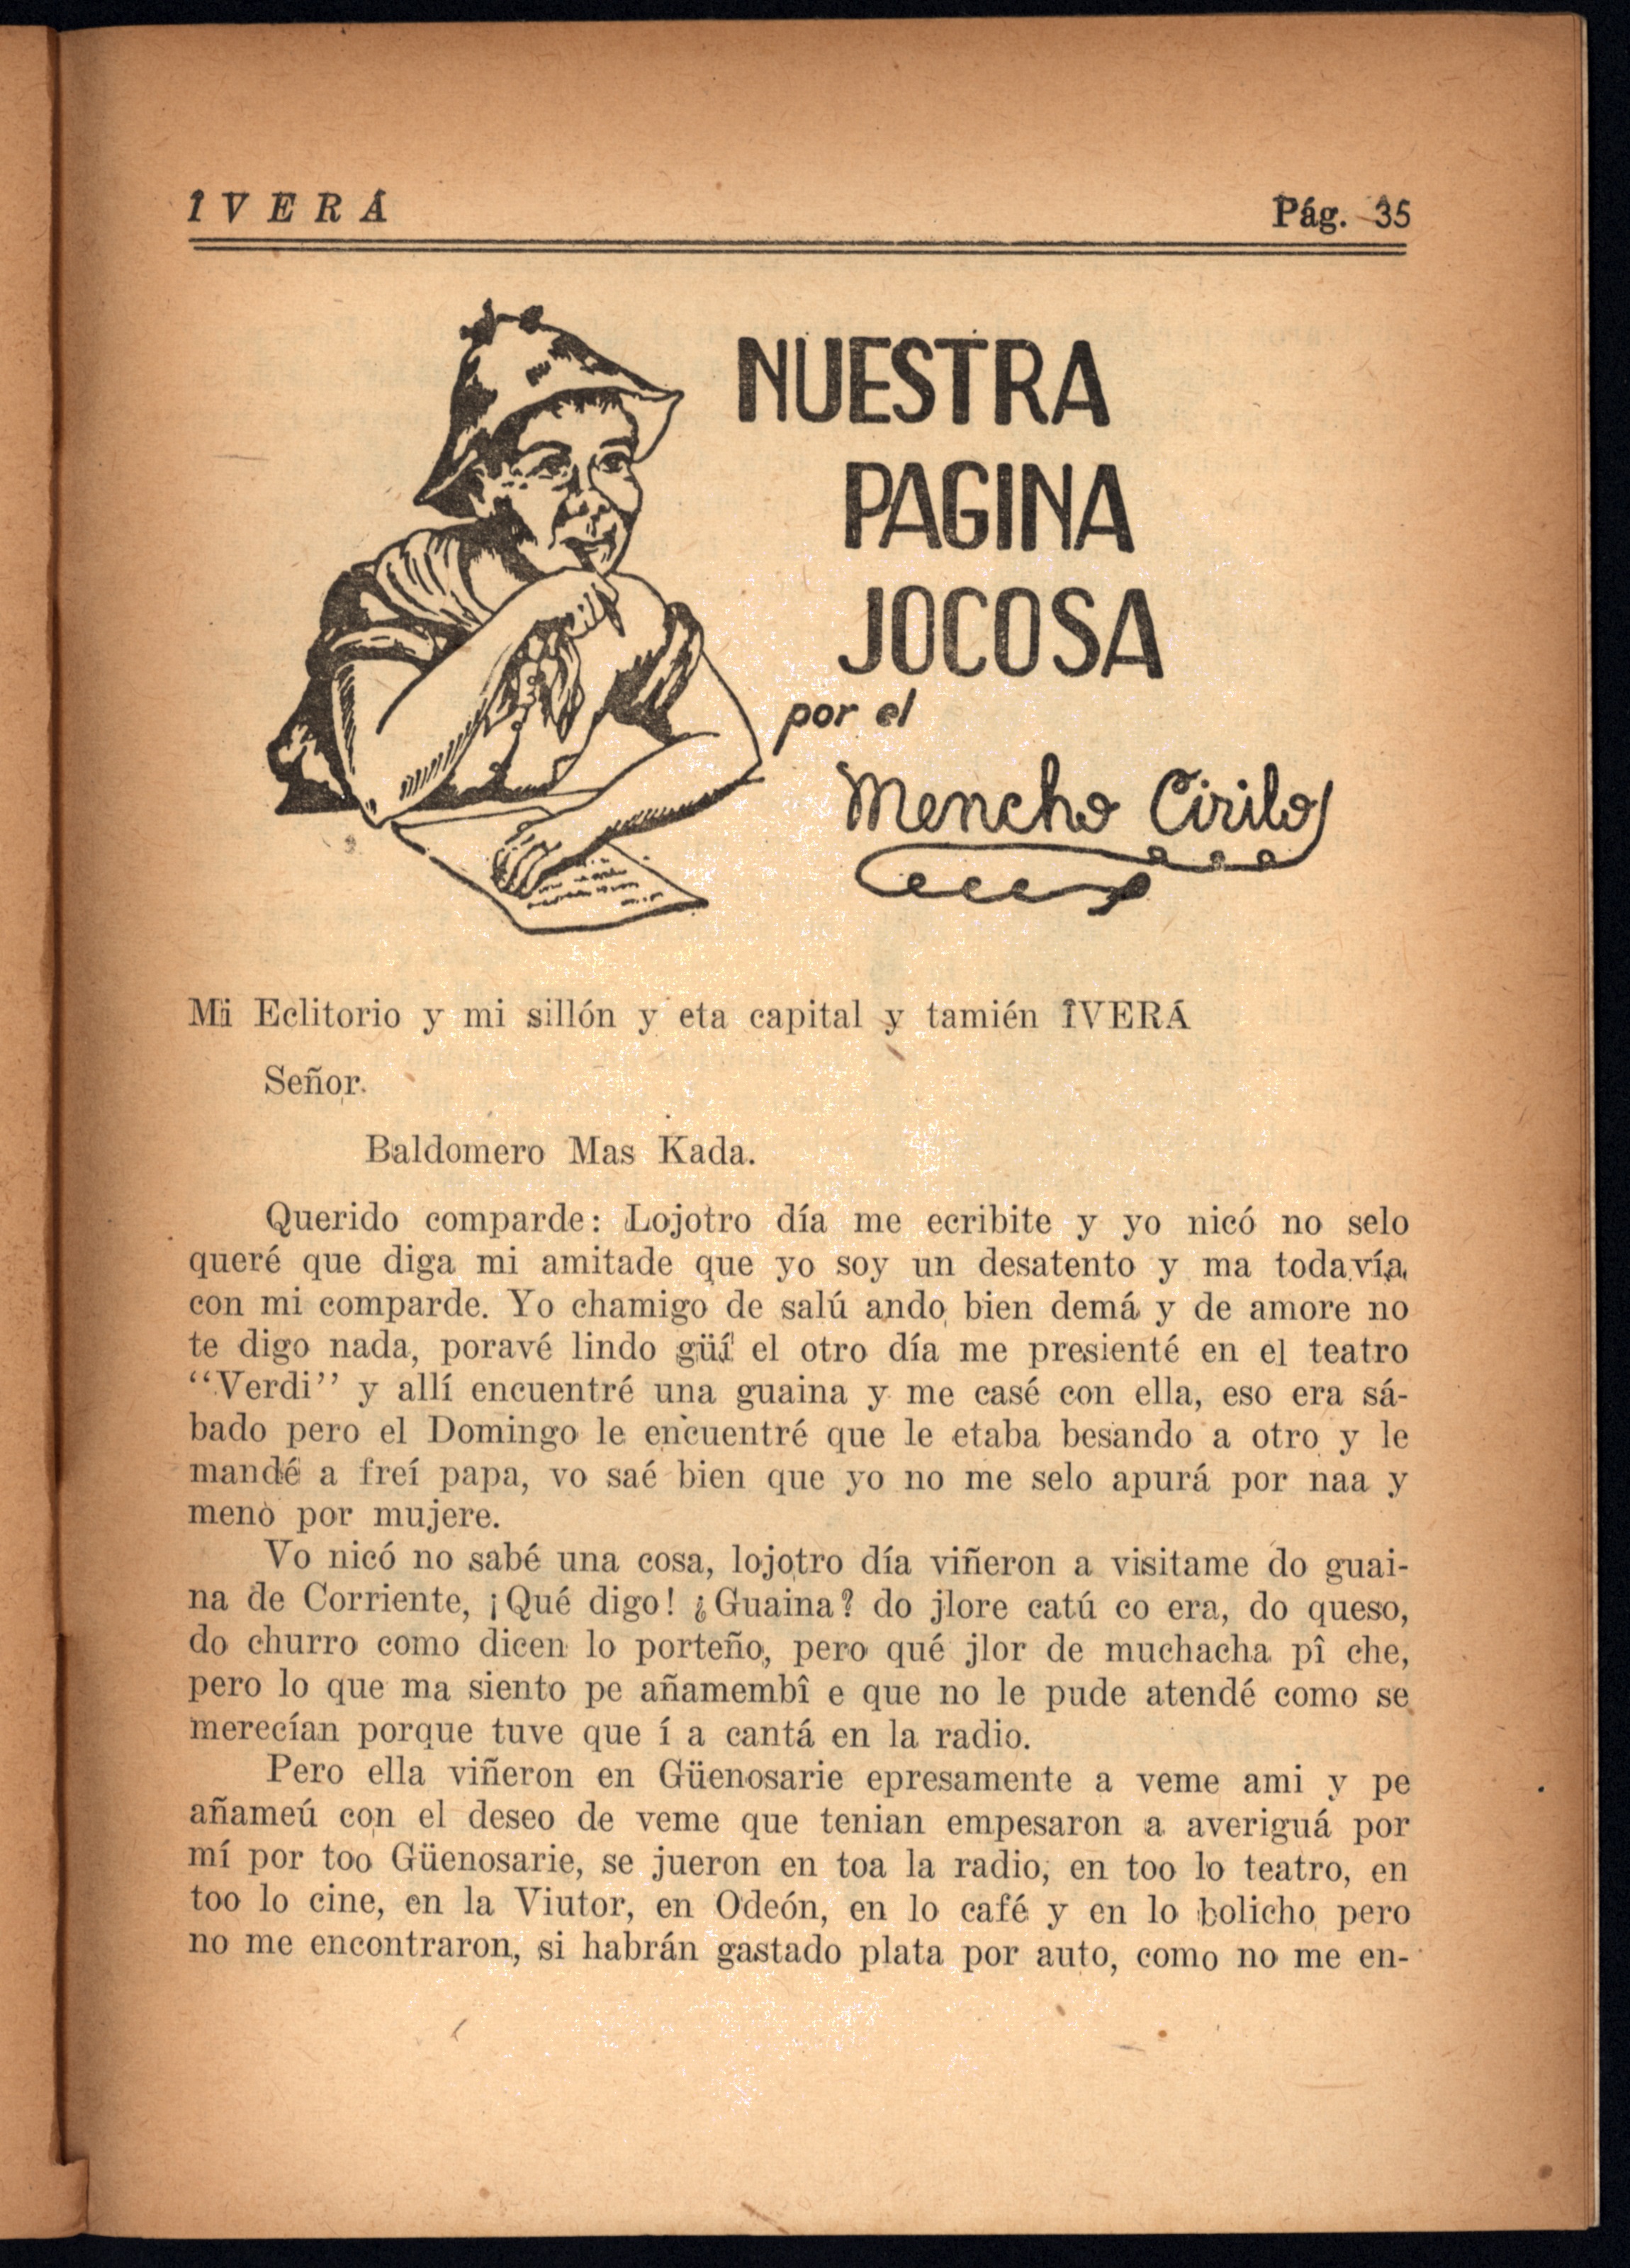 ÎVERÁ
Pág. 35
NUESTRA
PAGINA
JOCOSA
por el
Mencho Cirilo
Mi Eclitorio y mi sillón y eta capital y tamién ÎVERÁ
Señor.
Baldomero Mas Kada.
Querido comparde: Lojotro día me ecribite y yo nicó no selo
queré que diga mi amitade que yo soy un desatento y ma todavía
con mi comparde. Yo chamigo de salú ando bien demá y de amore no
te digo nada, poravé lindo güí el otro día me presienté en el teatro
“Verdi” y allí encuentré una guaina y me casé con ella, eso era sá-
bado pero el Domingo le encuentré que le etaba besando a otro y le
mandé a freí papa, vo saé bien que yo no me selo apurá por naa y
meno por mujere.
Vo nicó no sabé una cosa, lojotro día viñeron a visitame do guai-
na de Corriente, ¡Qué digo! ¿Guaina? do jlore catú co era, do queso,
do churro como dicen lo porteño, pero qué jlor de muchacha pî che,
pero lo que ma siento pe añamembî e que no le pude atendé como se
merecían porque tuve que í a cantá en la radio.
Pero ella viñeron en Güenosarie epresamente a veme ami y pe
añameú con el deseo de veme que tenian empesaron a averiguá por
mí por too Güenosarie, se jueron en toa la radio, en too lo teatro, en
too lo cine, en la Viutor, en Odeón, en lo café y en lo bolicho pero
no me encontraron, si habrán gastado plata por auto, como no me en-